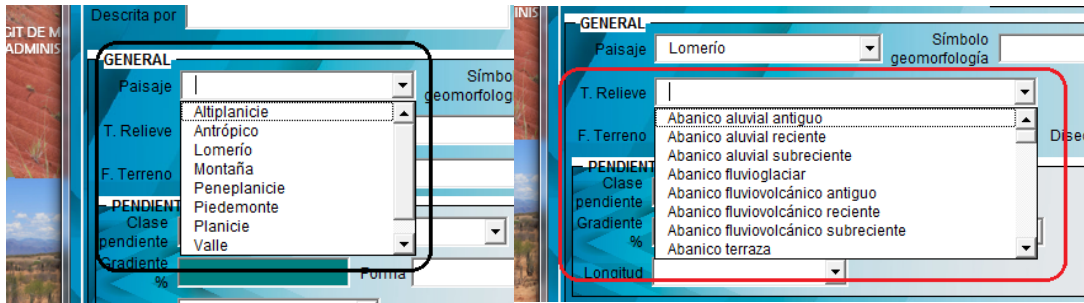 GIT DE M
ADMINIS
Descrita por
GENERAL
Paisaje
Símbo
geomorfolog
Altiplanicie
Antrópico
Lomerío
Montaña
Peneplanicie
Piedemonte
Planicie
Valle
T. Relieve
F. Terreno
PENDIENT
Clase
pendiente
Gradiente
%
Forma
INIS
GENERAL
Paisaje
Lomerío
Símbolo
geomorfología
T. Relieve
Abanico aluvial antiguo
Abanico aluvial reciente
Abanico aluvial subreciente
Abanico fluvioglaciar
Abanico fluviovolcánico antiguo
Abanico fluviovolcánico reciente
Abanico fluviovolcánico subreciente
Abanico terraza
F. Terreno
Dise
PENDIENT
Clase
pendiente
Gradiente
%
Longitud